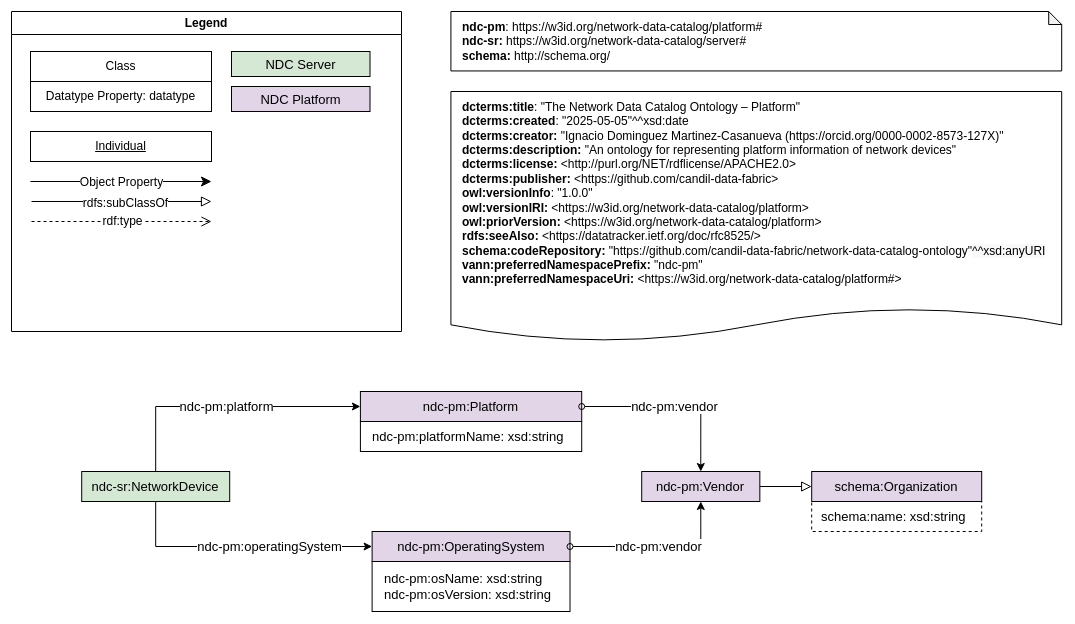 Legend
Class
Datatype Property: datatype
NDC Server
NDC Platform
Individual
Object Property
rdfs:subClassOf
rdf:type
ndc-pm: https://w3id.org/network-data-catalog/platform#
ndc-sr: https://w3id.org/network-data-catalog/server#
schema: http://schema.org/
dcterms:title: "The Network Data Catalog Ontology – Platform"
dcterms:created: "2025-05-05"^^xsd:date
dcterms:creator: "Ignacio Dominguez Martinez-Casanueva (https://orcid.org/0000-0002-8573-127X)"
dcterms:description: "An ontology for representing platform information of network devices"
dcterms:license: <http://purl.org/NET/rdflicense/APACHE2.0>
dcterms:publisher: <https://github.com/candil-data-fabric>
owl:versionInfo: "1.0.0"
owl:versionIRI: <https://w3id.org/network-data-catalog/platform>
owl:priorVersion: <https://w3id.org/network-data-catalog/platform>
rdfs:seeAlso: <https://datatracker.ietf.org/doc/rfc8525/>
schema:codeRepository: "https://github.com/candil-data-fabric/network-data-catalog-ontology"^^xsd:anyURI
vann:preferredNamespacePrefix: "ndc-pm"
vann:preferredNamespaceUri: <https://w3id.org/network-data-catalog/platform#>
ndc-pm:platform
ndc-pm:Platform
ndc-pm:vendor
ndc-pm:platformName: xsd:string
ndc-sr:NetworkDevice
ndc-pm:Vendor
schema:Organization
schema:name: xsd:string
ndc-pm:operatingSystem
ndc-pm:OperatingSystem
ndc-pm:vendor
ndc-pm:osName: xsd:string
ndc-pm:osVersion: xsd:string